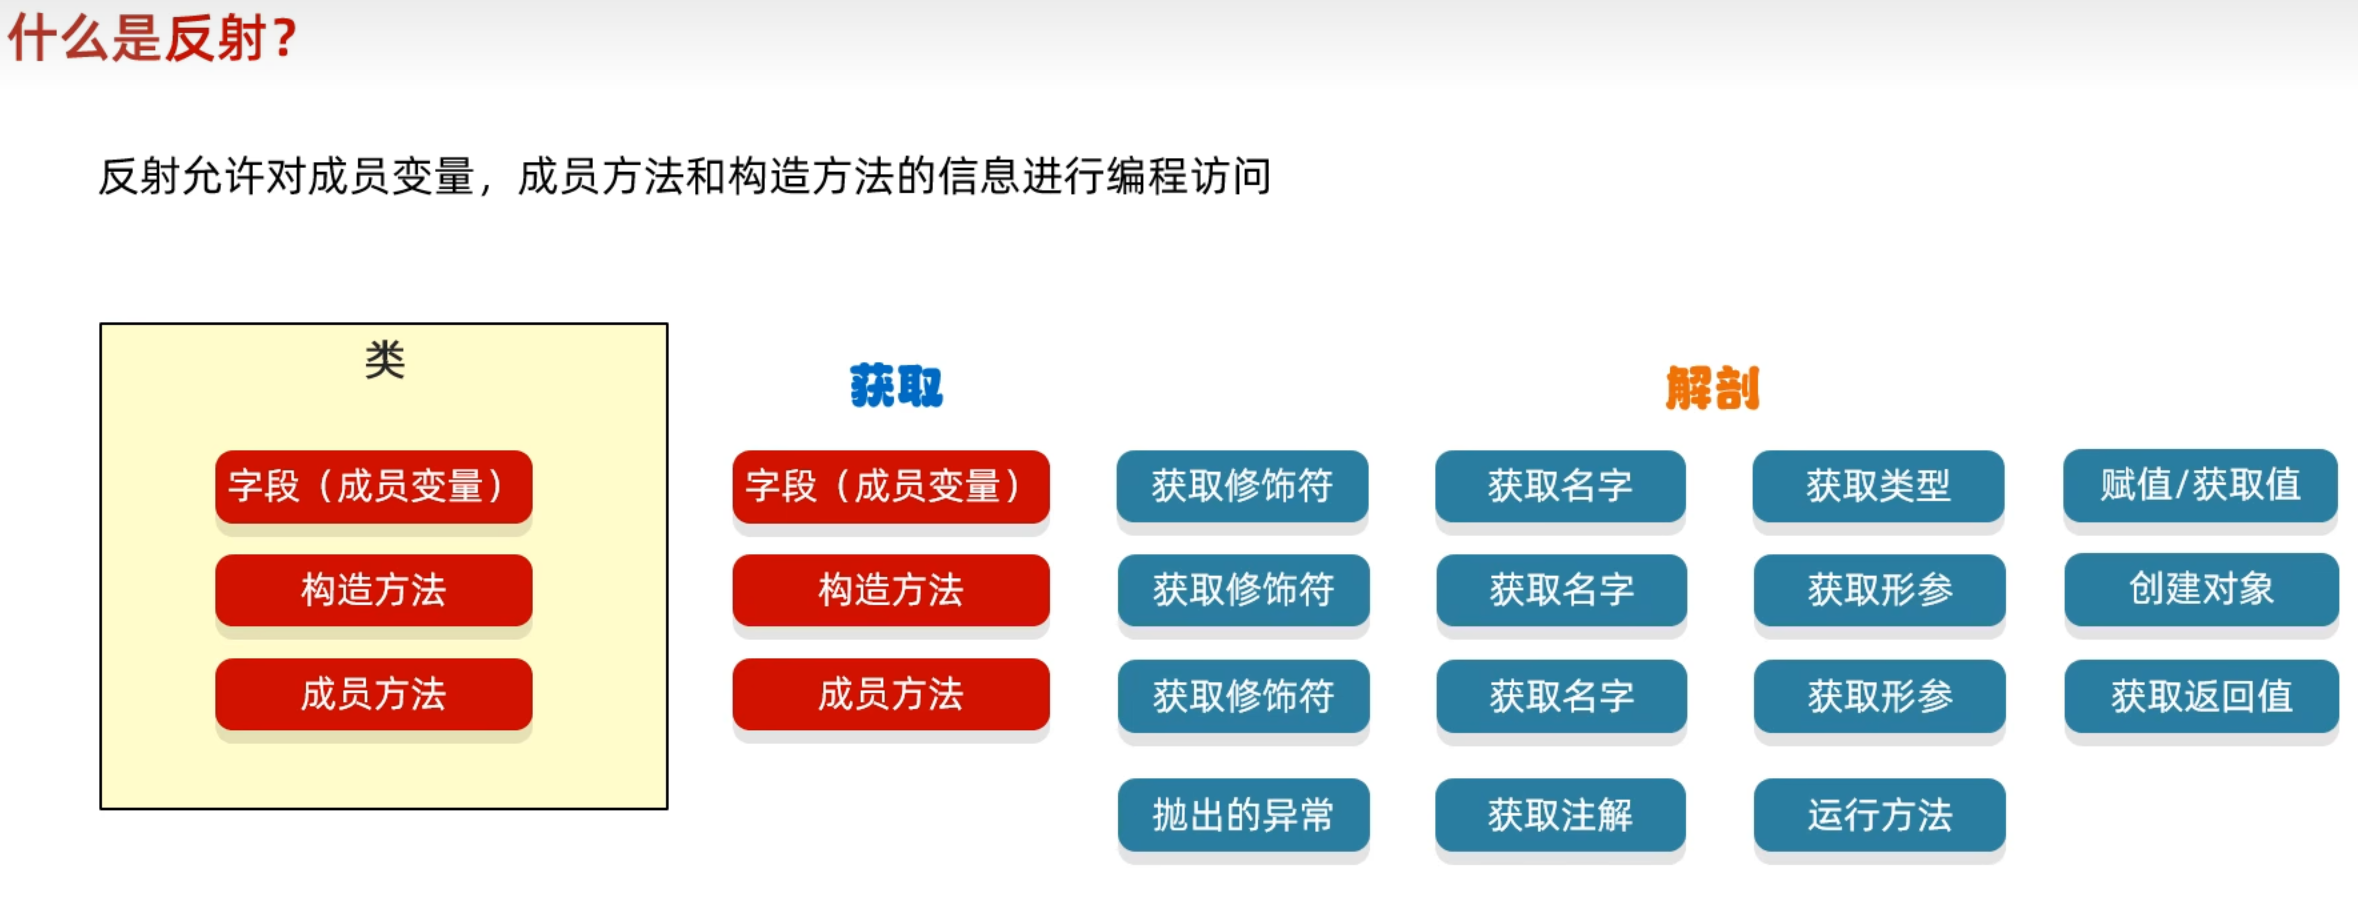 什么是反射?
反射允许对成员变量，成员方法和构造方法的信息进行编程访问
类
获取
解剖
字段（成员变量）
字段（成员变量）
获取修饰符
获取名字
获取类型
赋值/获取值
构造方法
构造方法
获取修饰符
获取名字
获取形参
创建对象
成员方法
成员方法
获取修饰符
获取名字
获取形参
获取返回值
抛出的异常
获取注解
运行方法